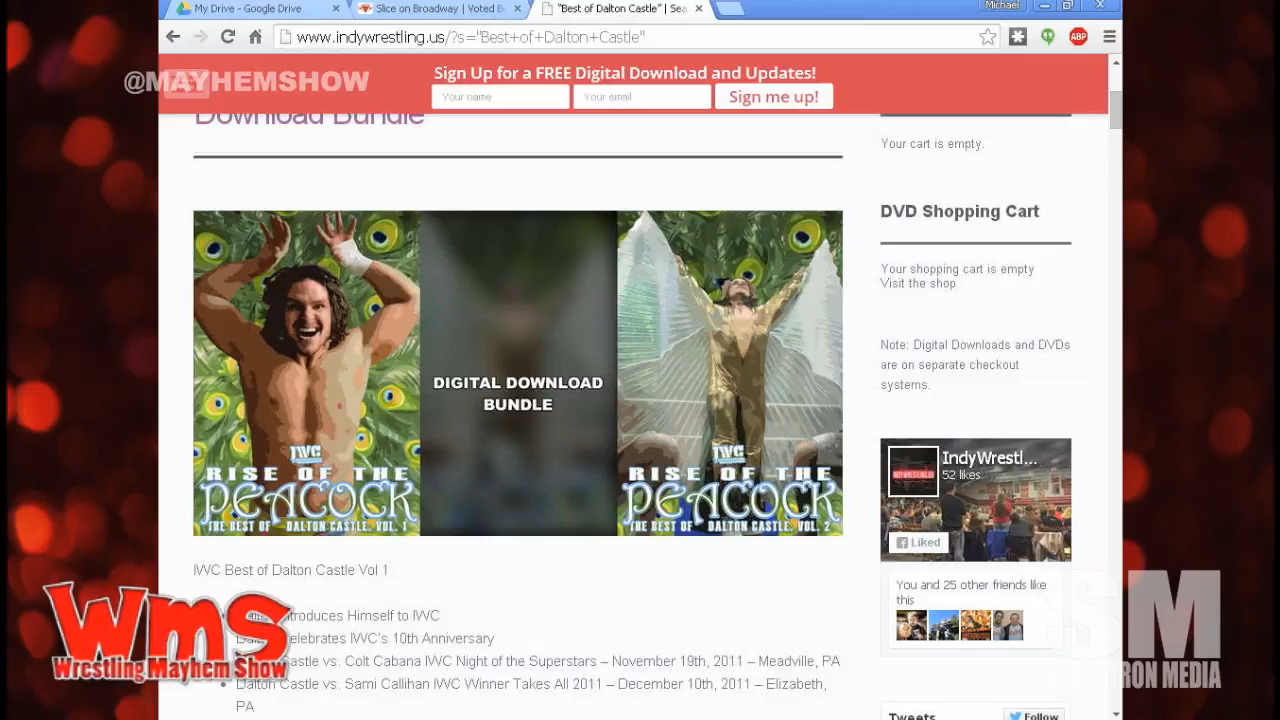 My Drive - Google Drive
Slice on Broadway | Voted B
"Best of Dalton Castle" | Sea
Michael
www.indywrestling.us/?s="Best+of+Dalton+Castle"
ABP
@MAYHEMSHOW
Sign Up for a FREE Digital Download and Updates!
Your name
Your email
Sign me up!
Download Bundle
Your cart is empty.
DVD Shopping Cart
Your shopping cart is empty
Visit the shop
Note: Digital Downloads and DVDs
are on separate checkout
systems.
DIGITAL DOWNLOAD
BUNDLE
IWC
RISE OF THE
PEACOCK
THE BEST OF DALTON CASTLE. VOL. 1
IWC
RISE OF THE
PEACOCK
THE BEST OF DALTON CASTLE. VOL. 2
IndyWrestl...
52 likes
Liked
You and 25 other friends like
this
IWC Best of Dalton Castle Vol 1
introduces Himself to IWC
elebrates IWC's 10th Anniversary
Castle vs. Colt Cabana IWC Night of the Superstars – November 19th, 2011 – Meadville, PA
Dalton Castle vs. Sami Callihan IWC Winner Takes All 2011 – December 10th, 2011 – Elizabeth,
PA
Tweets
Follow
WMS
Wrestling Mayhem Show
SM
TRON MEDIA